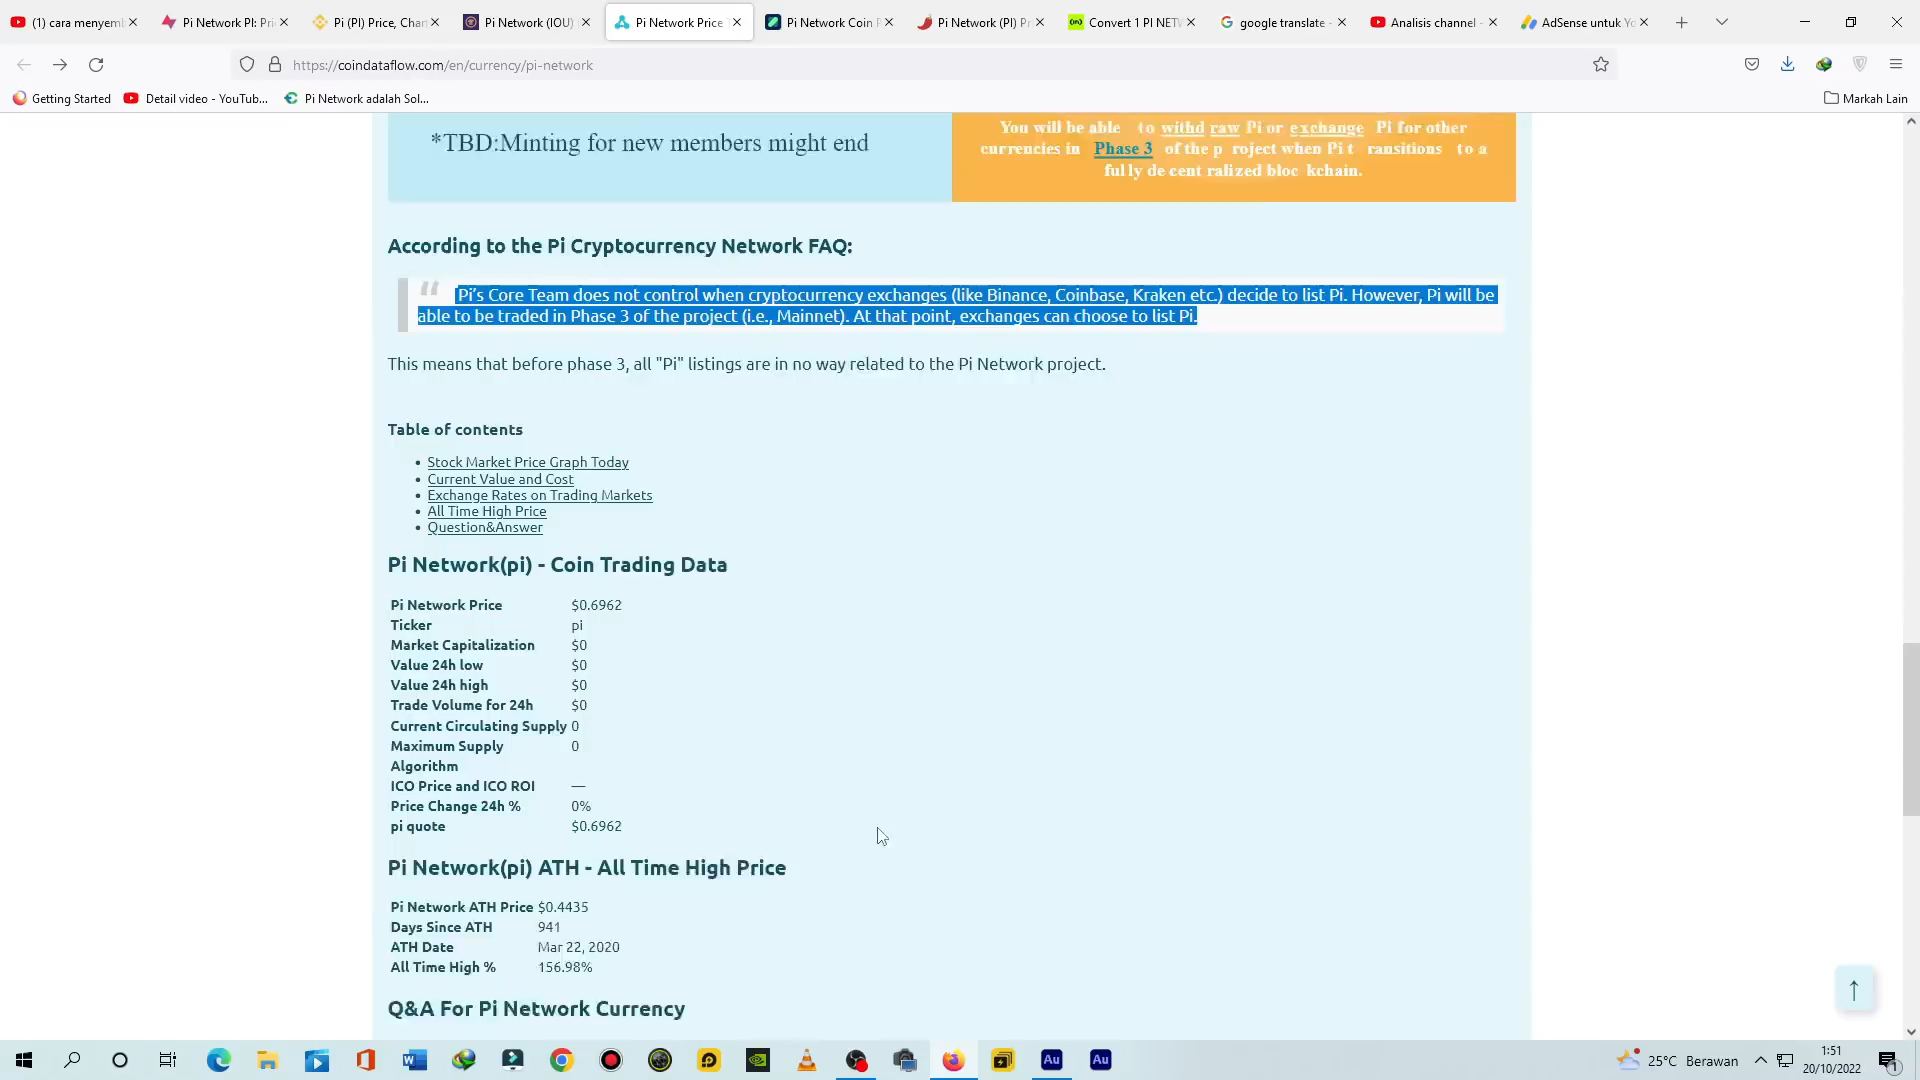 (1) cara menyemb
Pi Network PI: Pri
Pi (PI) Price, Char
Pi Network (IOU)
Pi Network Price
Pi Network Coin P
Pi Network (PI) Pr
Convert 1 PI NETW
google translate -
Analisis channel -
AdSense untuk Yo
https://coindataflow.com/en/currency/pi-network
Getting Started
Detail video - YouTub...
Pi Network adalah Sol...
Markah Lain
*TBD:Minting for new members might end
You will be able to withd raw Pi or exchange Pi for other
currencies in Phase 3 of the p roject when Pi t ransitions to a
ful ly de cent ralized bloc kchain.
According to the Pi Cryptocurrency Network FAQ:
“ Pi’s Core Team does not control when cryptocurrency exchanges (like Binance, Coinbase, Kraken etc.) decide to list Pi. However, Pi will be
able to be traded in Phase 3 of the project (i.e., Mainnet). At that point, exchanges can choose to list Pi.
This means that before phase 3, all "Pi" listings are in no way related to the Pi Network project.
Table of contents
• Stock Market Price Graph Today
• Current Value and Cost
• Exchange Rates on Trading Markets
• All Time High Price
• Question&Answer
Pi Network(pi) - Coin Trading Data
Pi Network Price $0.6962
Ticker pi
Market Capitalization $0
Value 24h low $0
Value 24h high $0
Trade Volume for 24h $0
Current Circulating Supply 0
Maximum Supply 0
Algorithm
ICO Price and ICO ROI —
Price Change 24h % 0%
pi quote $0.6962
Pi Network(pi) ATH - All Time High Price
Pi Network ATH Price $0.4435
Days Since ATH 941
ATH Date Mar 22, 2020
All Time High % 156.98%
Q&A For Pi Network Currency
↑
Au
Au
25°C Berawan
1:51
20/10/2022
1